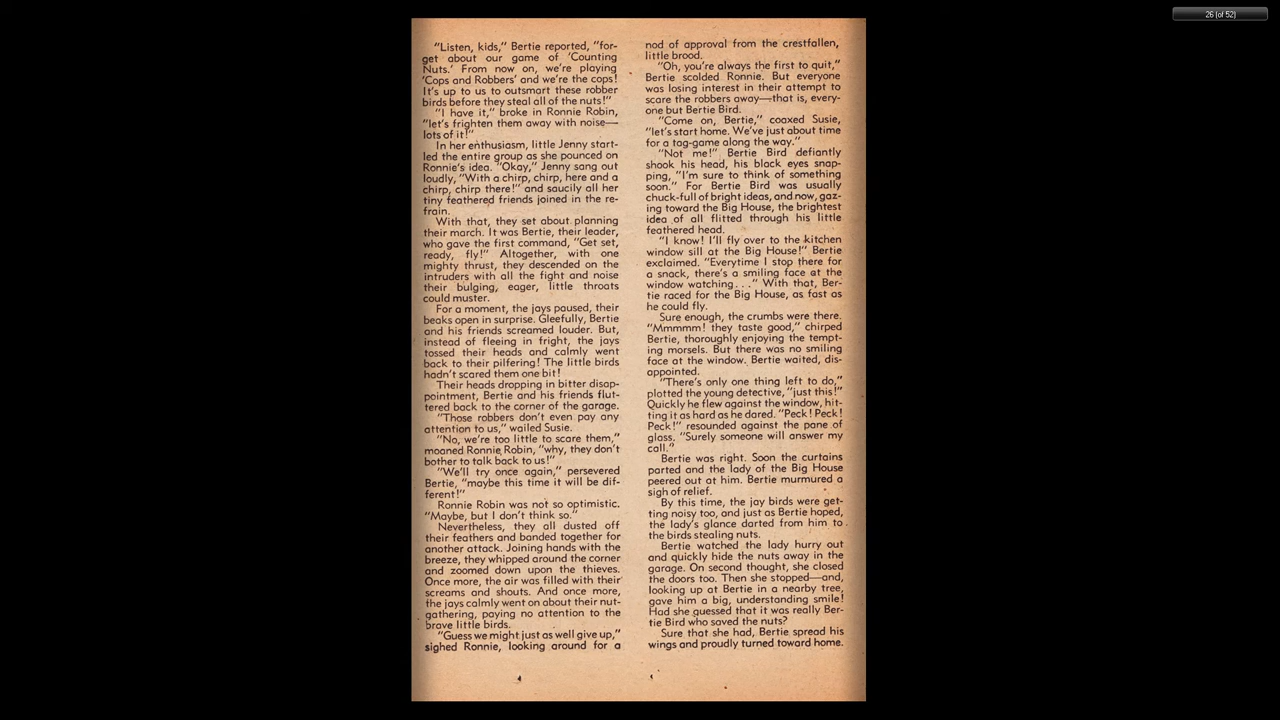 26 (of 52)
"Listen, kids," Bertie reported, "for-
get about our game of 'Counting
Nuts.' From now on, we're playing
'Cops and Robbers' and we're the cops!
It's up to us to outsmart these robber
birds before they steal all of the nuts!"
"I have it," broke in Ronnie Robin,
"let's frighten them away with noise—
lots of it!"
In her enthusiasm, little Jenny start-
led the entire group as she pounced on
Ronnie's idea. "Okay," Jenny sang out
loudly, "With a chirp, chirp, here and a
chirp, chirp there!" and saucily all her
tiny feathered friends joined in the re-
frain.
With that, they set about planning
their march. It was Bertie, their leader,
who gave the first command, "Get set,
ready, fly!" Altogether, with one
mighty thrust, they descended on the
intruders with all the fight and noise
their bulging, eager, little throats
could muster.
For a moment, the jays paused, their
beaks open in surprise. Gleefully, Bertie
and his friends screamed louder. But,
instead of fleeing in fright, the jays
tossed their heads and calmly went
back to their pilfering! The little birds
hadn't scared them one bit!
Their heads dropping in bitter disap-
pointment, Bertie and his friends flut-
tered back to the corner of the garage.
"Those robbers don't even pay any
attention to us," wailed Susie.
"No, we're too little to scare them,"
moaned Ronnie Robin, "why, they don't
bother to talk back to us!"
"We'll try once again," persevered
Bertie, "maybe this time it will be dif-
ferent!"
Ronnie Robin was not so optimistic.
"Maybe, but I don't think so."
Nevertheless, they all dusted off
their feathers and banded together for
another attack. Joining hands with the
breeze, they whipped around the corner
and zoomed down upon the thieves.
Once more, the air was filled with their
screams and shouts. And once more,
the jays calmly went on about their nut-
gathering, paying no attention to the
brave little birds.
"Guess we might just as well give up,"
sighed Ronnie, looking around for a
nod of approval from the crestfallen,
little brood.
"Oh, you're always the first to quit,"
Bertie scolded Ronnie. But everyone
was losing interest in their attempt to
scare the robbers away—that is, every-
one but Bertie Bird.
"Come on, Bertie," coaxed Susie,
"let's start home. We've just about time
for a tag-game along the way."
"Not me!" Bertie Bird defiantly
shook his head, his black eyes snap-
ping, "I'm sure to think of something
soon." For Bertie Bird was usually
chuck-full of bright ideas, and now, gaz-
ing toward the Big House, the brightest
idea of all flitted through his little
feathered head.
"I know! I'll fly over to the kitchen
window sill at the Big House!" Bertie
exclaimed. "Everytime I stop there for
a snack, there's a smiling face at the
window watching . . ." With that, Ber-
tie raced for the Big House, as fast as
he could fly.
Sure enough, the crumbs were there.
"Mmmmm! they taste good," chirped
Bertie, thoroughly enjoying the tempt-
ing morsels. But there was no smiling
face at the window. Bertie waited, dis-
appointed.
"There's only one thing left to do,"
plotted the young detective, "just this!"
Quickly he flew against the window, hit-
ting it as hard as he dared. "Peck! Peck!
Peck!" resounded against the pane of
glass. "Surely someone will answer my
call."
Bertie was right. Soon the curtains
parted and the lady of the Big House
peered out at him. Bertie murmured a
sigh of relief.
By this time, the jay birds were get-
ting noisy too, and just as Bertie hoped,
the lady's glance darted from him to
the birds stealing nuts.
Bertie watched the lady hurry out
and quickly hide the nuts away in the
garage. On second thought, she closed
the doors too. Then she stopped—and,
looking up at Bertie in a nearby tree,
gave him a big, understanding smile!
Had she guessed that it was really Ber-
tie Bird who saved the nuts?
Sure that she had, Bertie spread his
wings and proudly turned toward home.